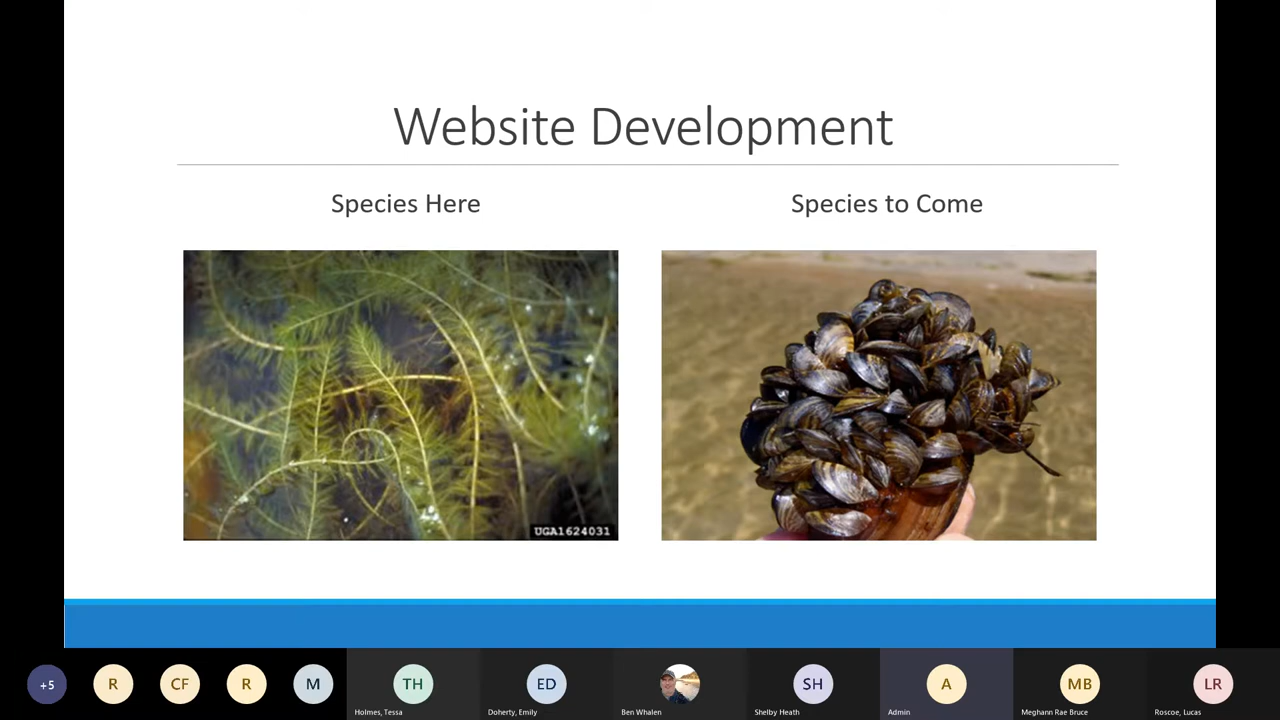 Website Development
Species Here
Species to Come
UGA1624031
+5
R
CF
R
M
TH
ED
SH
A
MB
LR
Holmes, Tessa
Doherty, Emily
Ben Whalen
Shelby Heath
Admin
Meghann Rae Bruce
Roscoe, Lucas